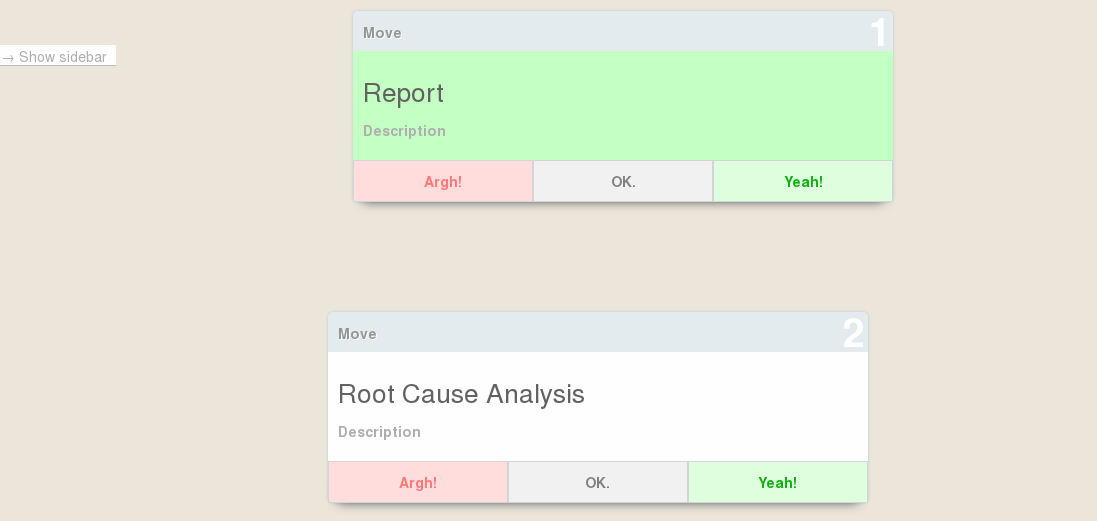 Move 1
→ Show sidebar
Report
Description
Argh! OK. Yeah!
Move 2
Root Cause Analysis
Description
Argh! OK. Yeah!